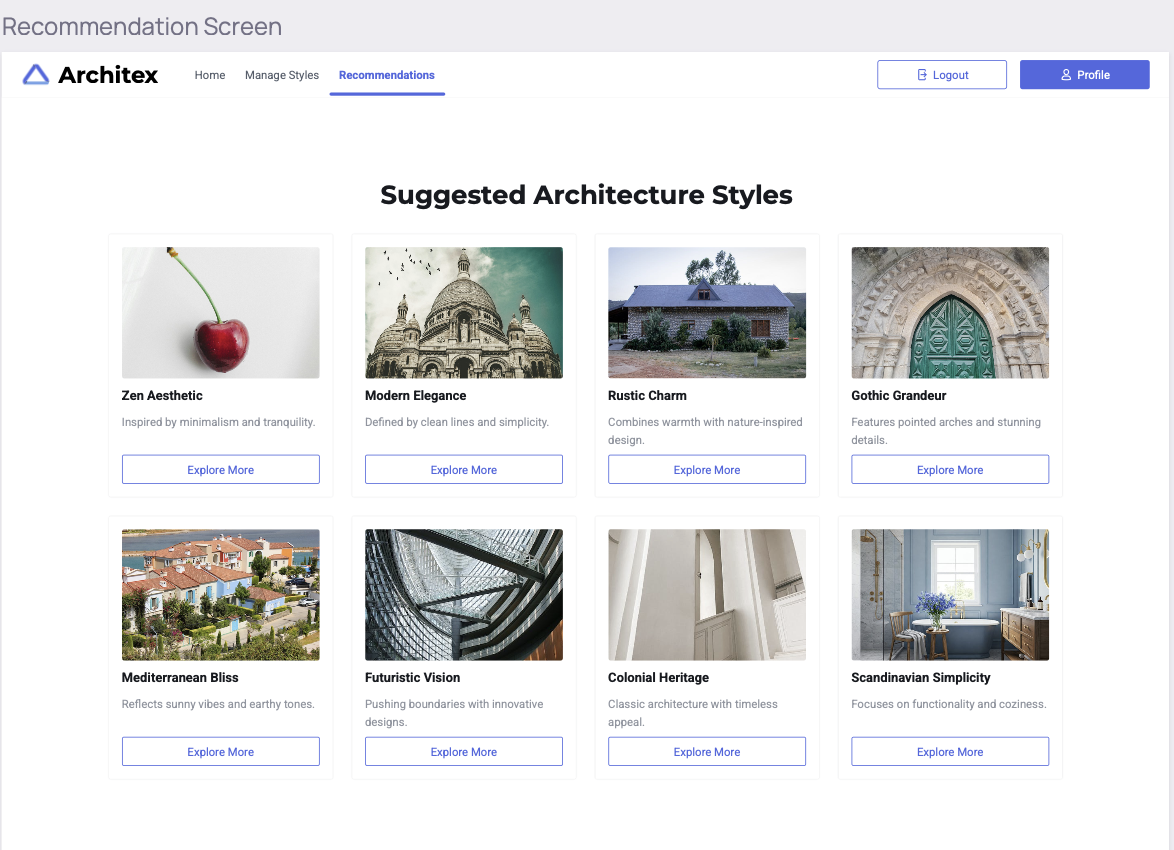 Recommendation Screen
Architex
Home
Manage Styles
Recommendations
Logout
Profile
Suggested Architecture Styles
Zen Aesthetic
Inspired by minimalism and tranquility.
Explore More
Modern Elegance
Defined by clean lines and simplicity.
Explore More
Rustic Charm
Combines warmth with nature-inspired
design.
Explore More
Gothic Grandeur
Features pointed arches and stunning
details.
Explore More
Mediterranean Bliss
Reflects sunny vibes and earthy tones.
Explore More
Futuristic Vision
Pushing boundaries with innovative
designs.
Explore More
Colonial Heritage
Classic architecture with timeless
appeal.
Explore More
Scandinavian Simplicity
Focuses on functionality and coziness.
Explore More